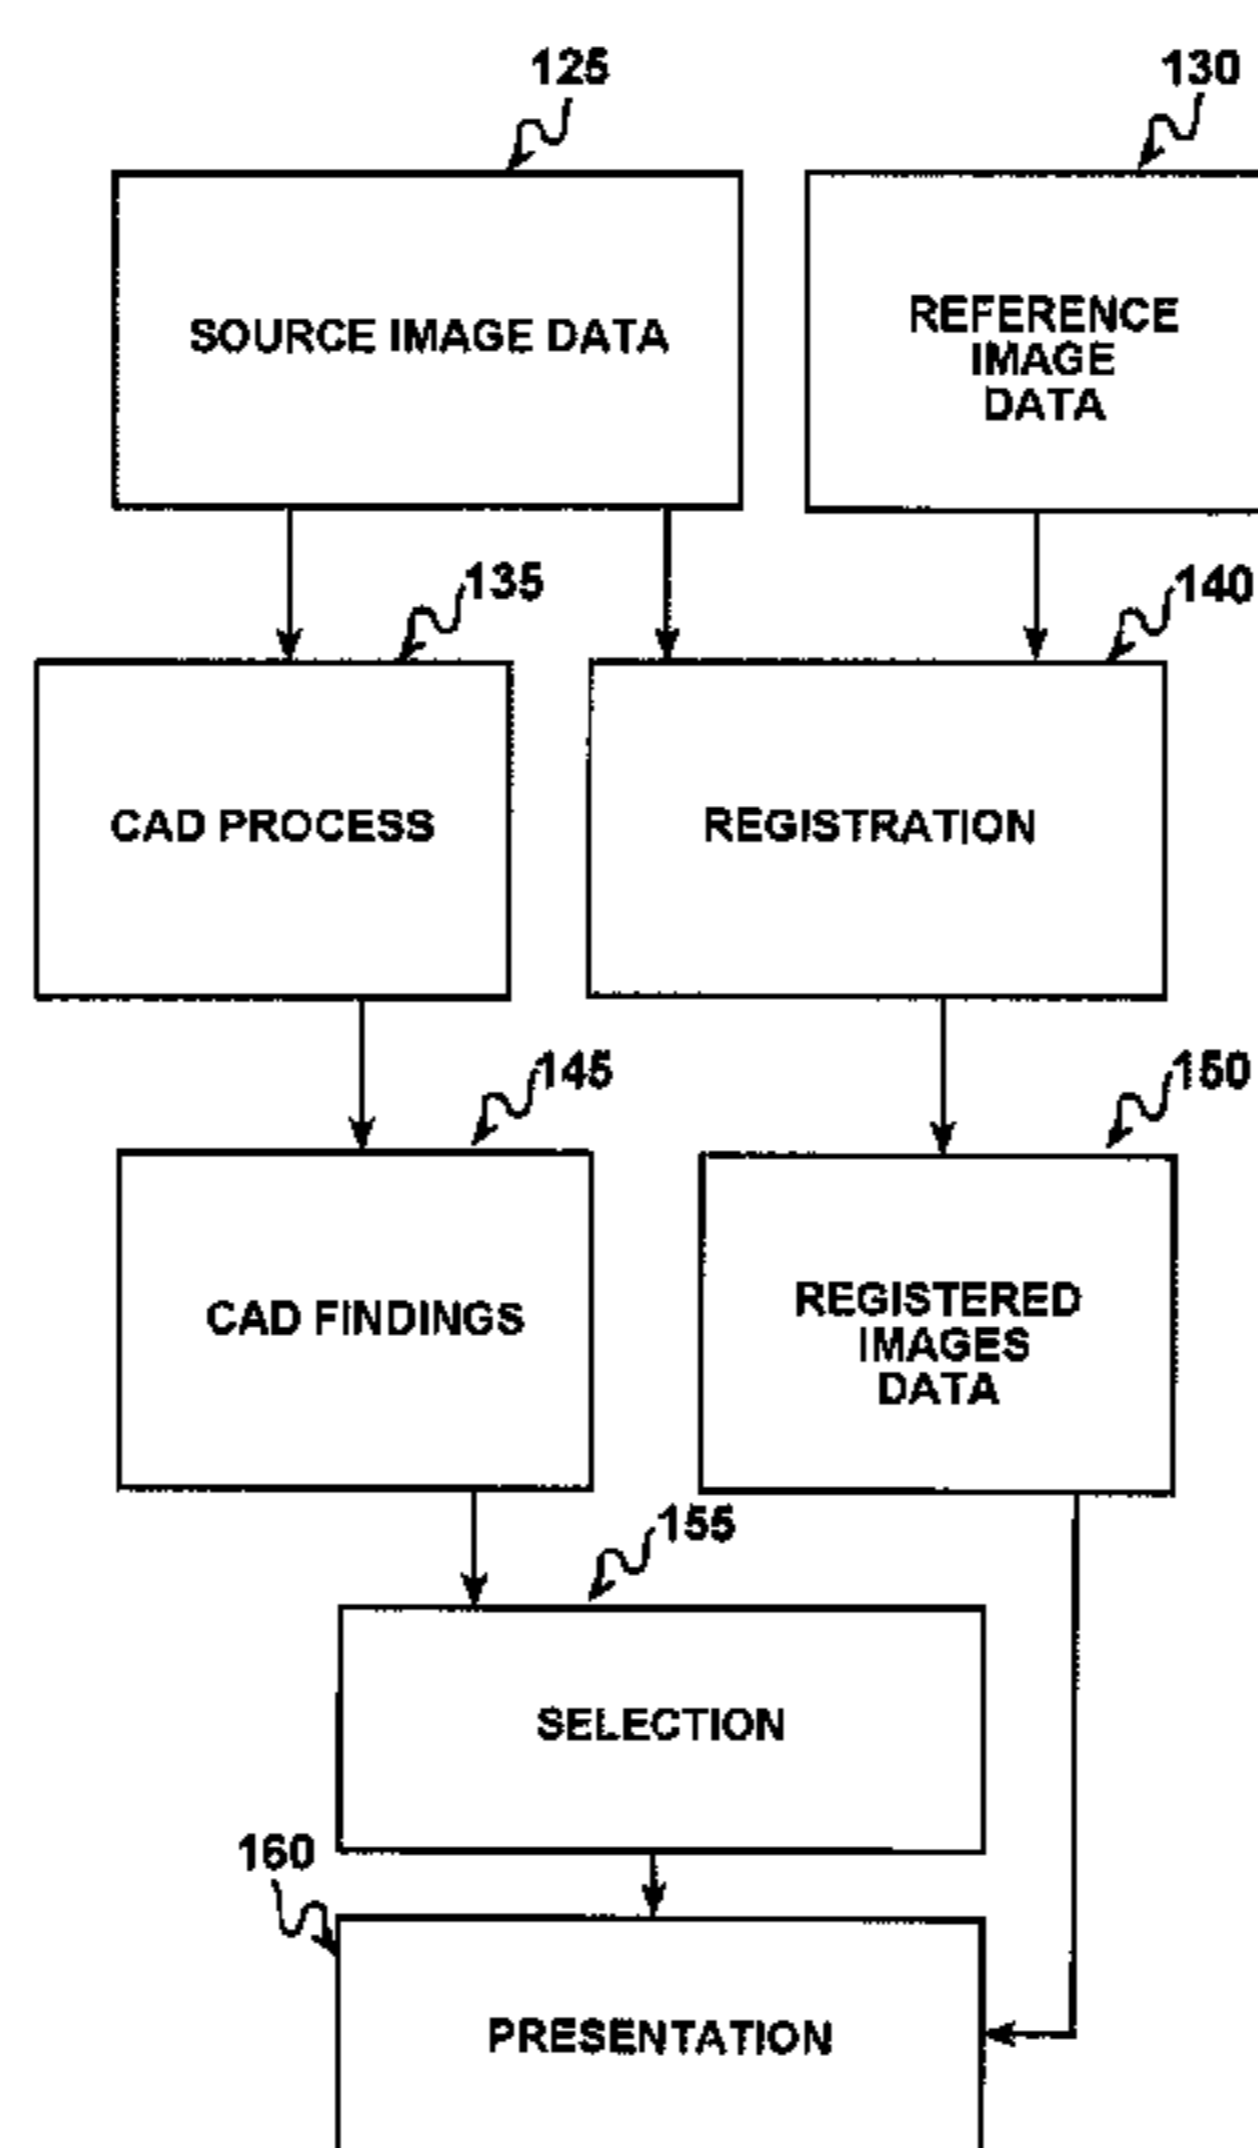 125
130
SOURCE IMAGE DATA
REFERENCE
IMAGE
DATA
135
140
CAD PROCESS
REGISTRATION
145
150
CAD FINDINGS
REGISTERED
IMAGES
DATA
155
SELECTION
160
PRESENTATION